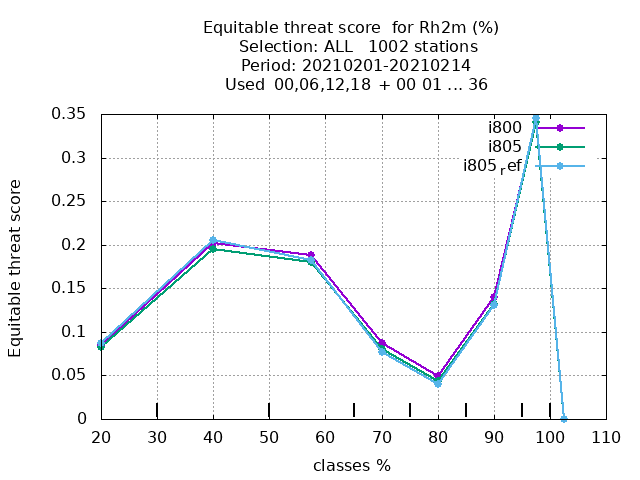 Equitable threat score  for Rh2m (%)
Selection: ALL   1002 stations
Period: 20210201-20210214
Used  00,06,12,18  + 00 01 ... 36
0.35
0.3
0.25
0.2
0.15
0.1
0.05
0
Equitable threat score
i800
i805
i805 ref
20 30 40 50 60 70 80 90 100 110
classes %